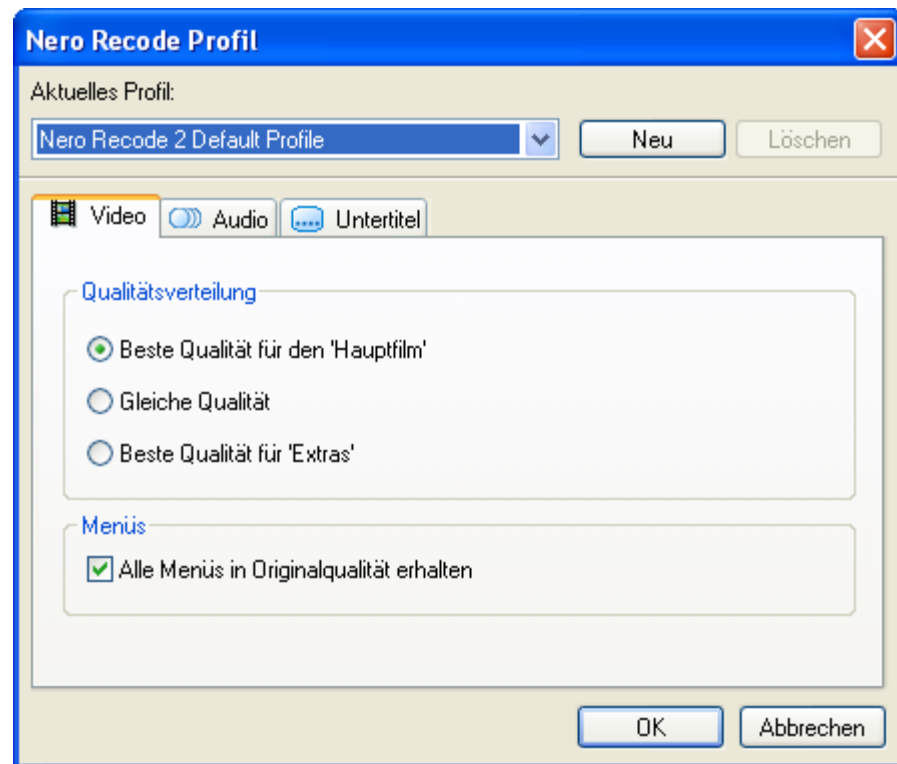 Nero Recode Profil
Aktuelles Profil:
Nero Recode 2 Default Profile
Neu
Löschen
Video
Audio
Untertitel
Qualitätsverteilung
Beste Qualität für den 'Hauptfilm'
Gleiche Qualität
Beste Qualität für 'Extras'
Menüs
Alle Menüs in Originalqualität erhalten
OK
Abbrechen